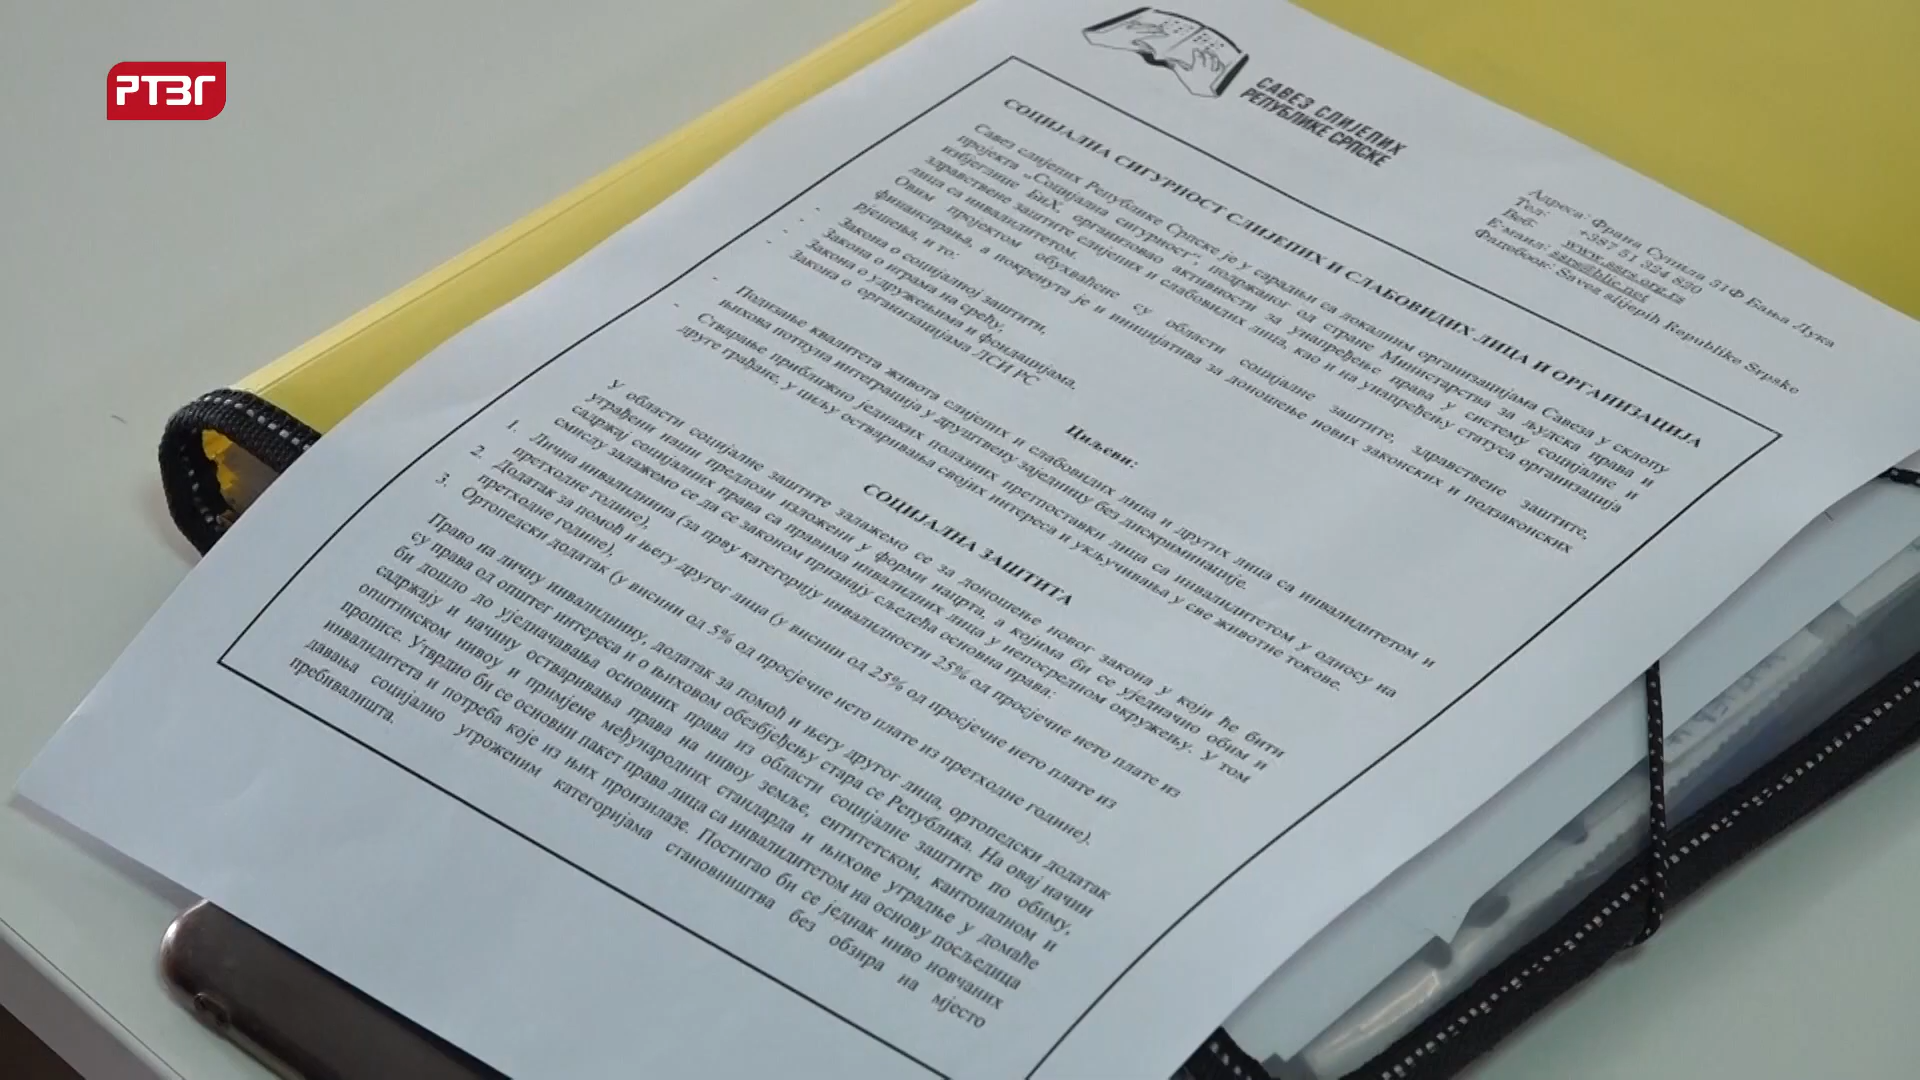 РТВГ
САВЕЗ СЛИЈЕПИХ
РЕПУБЛИКЕ СРПСКЕ
Адреса: Франа Супила 31Ф Бања Лука
Тел: +387 51 324 820
Веб: www.ssrs.org.rs
Е-маил: ssrs@blic.net
Фацебоок: Savez slijepih Republike Srpske
СОЦИЈАЛНА СИГУРНОСТ СЛИЈЕПИХ И СЛАБОВИДИХ ЛИЦА И ОРГАНИЗАЦИЈА
Савез слијепих Републике Српске је у сарадњи са локалним организацијама Савеза у склопу
пројекта „Социјална сигурност“, подржаног од стране Министарства за људска права и
избјеглице БиХ, организовао активности за унапређење права у систему социјалне и
здравствене заштите слијепих и слабовидих лица, као и на унапређењу статуса организација
лица са инвалидитетом.
Овим пројектом обухваћене су области социјалне заштите, здравствене заштите,
финансирања, а покренута је и иницијатива за доношење нових законских и подзаконских
рјешења, и то:
- Закона о социјалној заштити,
- Закона о играма на срећу,
- Закона о удружењима и фондацијама,
- Закона о организацијама ЛСИ РС
Циљеви:
- Подизање квалитета живота слијепих и слабовидих лица и других лица са инвалидитетом и
њихова потпуна интеграција у друштвену заједницу без дискриминације.
- Стварање приближно једнаких полазних претпоставки лица са инвалидитетом у односу на
друге грађане, у циљу остваривања својих интереса и укључивања у све животне токове.
СОЦИЈАЛНА ЗАШТИТА
У области социјалне заштите залажемо се за доношење новог закона у који ће бити
уграђени наши предлози изложени у форми нацрта, а којима би се уједначио обим и
садржај социјалних права са правима инвалидних лица у непосредном окружењу. У том
смислу залажемо се да се законом признају сљедећа основна права:
1. Лична инвалиднина (за прву категорију инвалидности 25% од просјечне нето плате из
претходне године),
2. Додатак за помоћ и његу другог лица (у висини од 25% од просјечне нето плате из
претходне године),
3. Ортопедски додатак (у висини од 5% од просјечне нето плате из претходне године).
Право на личну инвалиднину, додатак за помоћ и његу другог лица, ортопедски додатак
су права од општег интереса и о њиховом обезбјеђењу стара се Република. На овај начин
би дошло до уједначавања основних права из области социјалне заштите по обиму,
садржају и начину остваривања права на нивоу земље, ентитетском, кантоналном и
општинском нивоу и примјене међународних стандарда и њихове уградње у домаће
прописе. Утврдио би се основни пакет права лица са инвалидитетом на основу посљедица
инвалидитета и потреба које из њих произилазе. Постигао би се једнак ниво новчаних
давања социјално угроженим категоријама становништва без обзира на мјесто
пребивалишта.